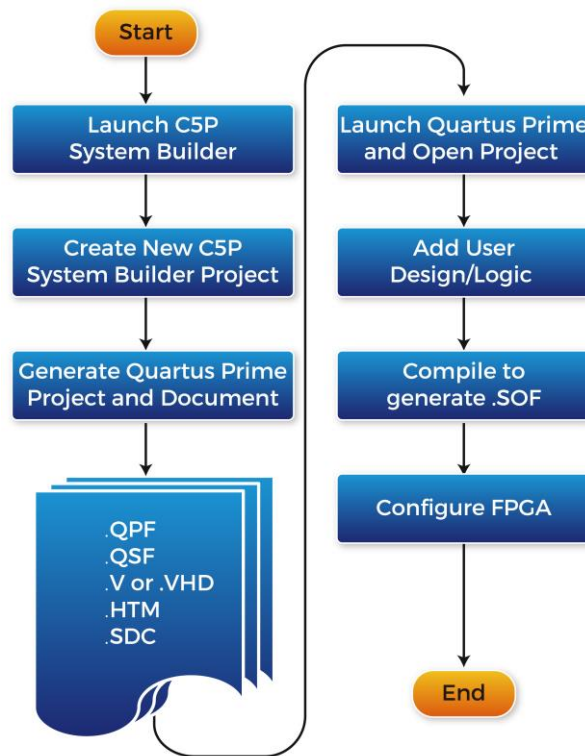 Start
Launch C5P
System Builder
Create New C5P
System Builder Project
Generate Quartus Prime
Project and Document
.QPF
.QSF
.V or .VHD
.HTM
.SDC
Launch Quartus Prime
and Open Project
Add User
Design/Logic
Compile to
generate .SOF
Configure FPGA
End